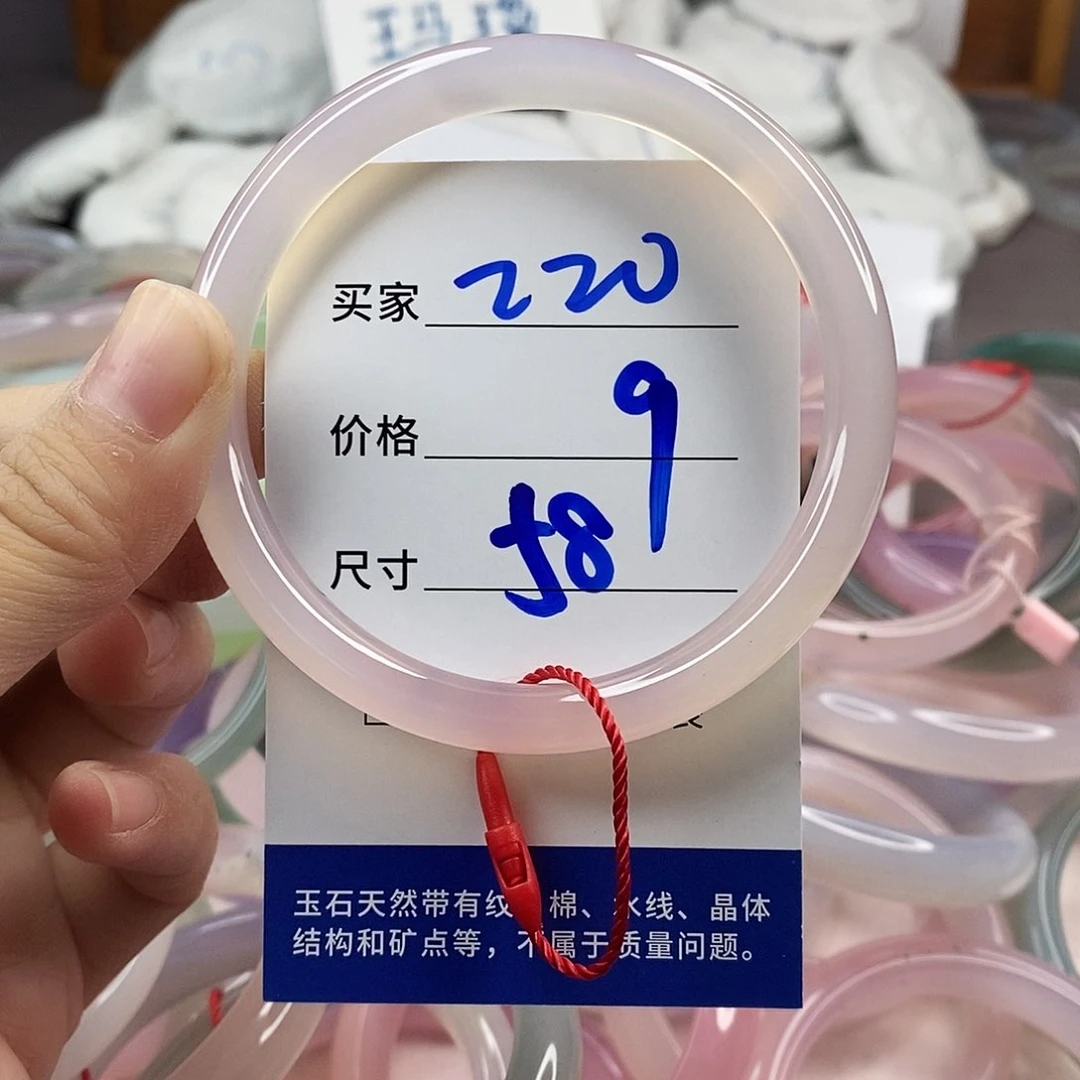 玉玛瑙
买家 220
价格 9
尺寸 58
玉石天然带有纹、棉、水线、晶体
结构和矿点等，不属于质量问题。